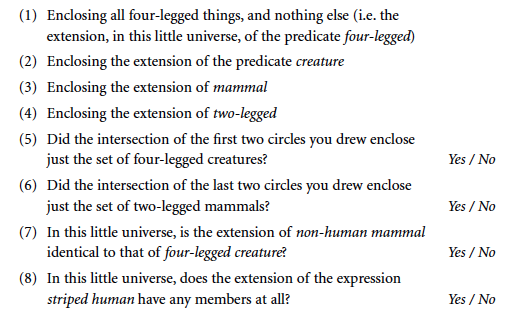 (1) Enclosing all four-legged things, and nothing else (i.e. the
extension, in this little universe, of the predicate four-legged)
(2) Enclosing the extension of the predicate creature
(3) Enclosing the extension of mammal
(4) Enclosing the extension of two-legged
(5) Did the intersection of the first two circles you drew enclose
just the set of four-legged creatures? Yes / No
(6) Did the intersection of the last two circles you drew enclose
just the set of two-legged mammals? Yes / No
(7) In this little universe, is the extension of non-human mammal
identical to that of four-legged creature? Yes / No
(8) In this little universe, does the extension of the expression
striped human have any members at all? Yes / No